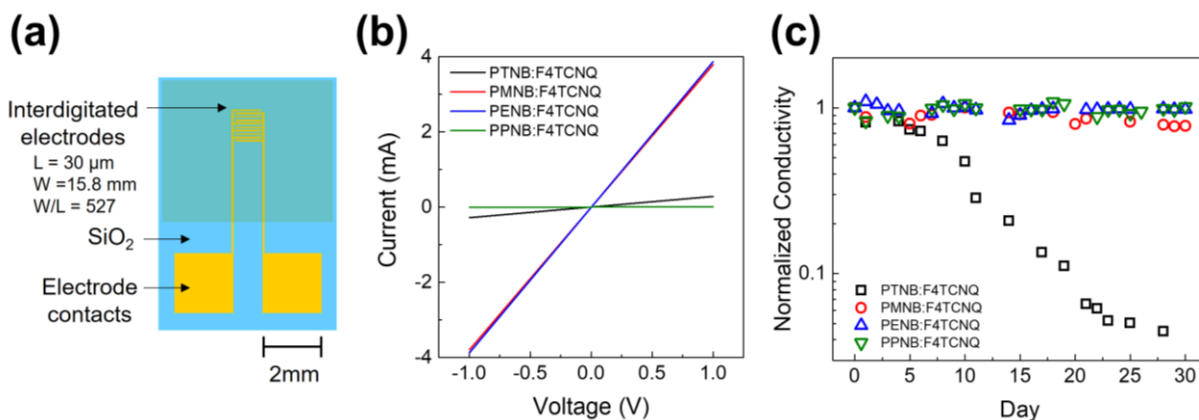 (a)
Interdigitated
electrodes
L = 30 µm
W =15.8 mm
W/L = 527
SiO2
Electrode
contacts
2mm
(b)
Current (mA)
4
2
0
-2
-4
PTNB:F4TCNQ
PMNB:F4TCNQ
PENB:F4TCNQ
PPNB:F4TCNQ
-1.0 -0.5 0.0 0.5 1.0
Voltage (V)
(c)
Normalized Conductivity
1
0.1
PTNB:F4TCNQ
PMNB:F4TCNQ
PENB:F4TCNQ
PPNB:F4TCNQ
0 5 10 15 20 25 30
Day